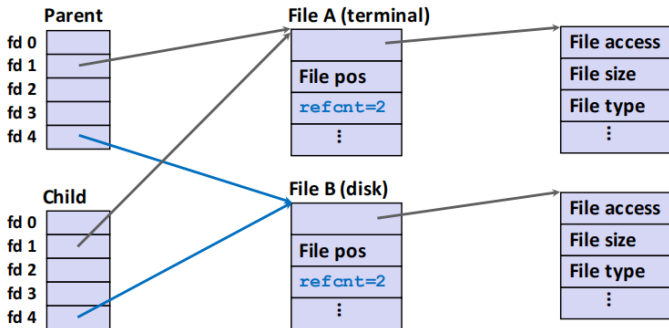 Parent
fd 0
fd 1
fd 2
fd 3
fd 4
File A (terminal)
File pos
refcnt=2
⋮
File access
File size
File type
⋮
Child
fd 0
fd 1
fd 2
fd 3
fd 4
File B (disk)
File pos
refcnt=2
⋮
File access
File size
File type
⋮